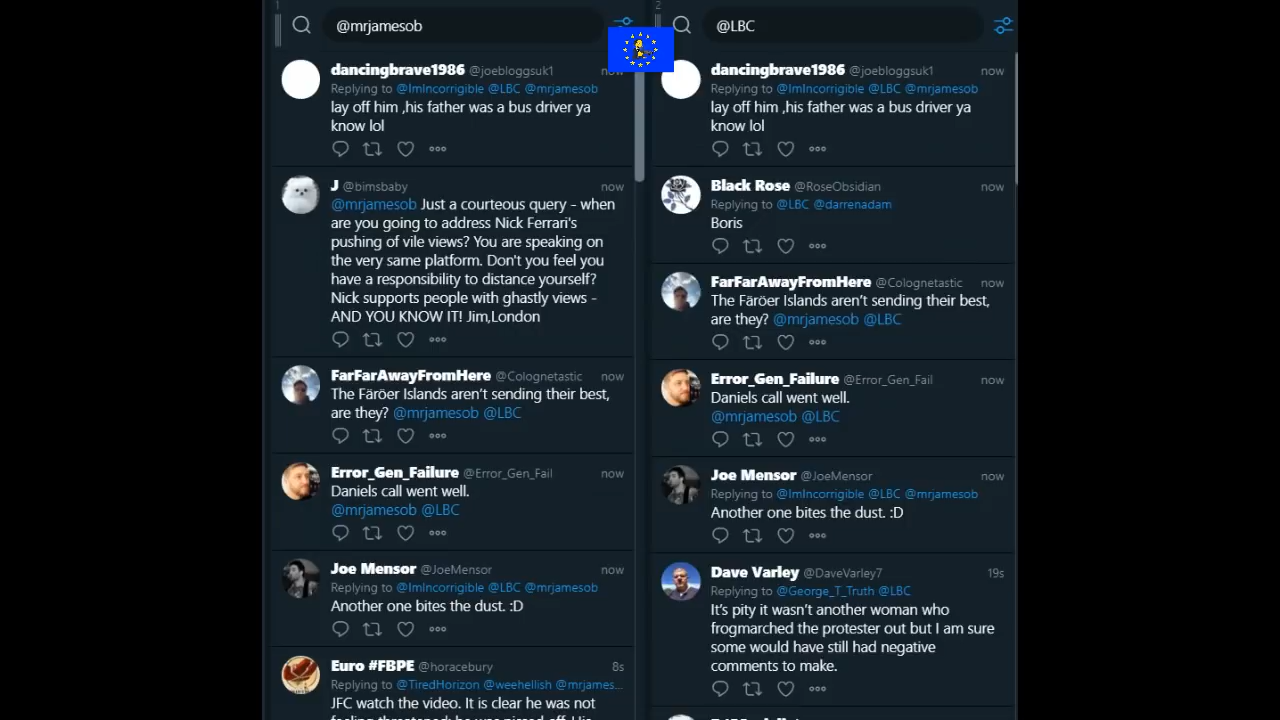 1
@mrjamesob
dancingbrave1986 @joebloggsuk1
Replying to @ImIncorrigible @LBC @mrjamesob
lay off him ,his father was a bus driver ya
know lol
J @bimsbaby now
@mrjamesob Just a courteous query - when
are you going to address Nick Ferrari's
pushing of vile views? You are speaking on
the very same platform. Don't you feel you
have a responsibility to distance yourself?
Nick supports people with ghastly views -
AND YOU KNOW IT! Jim,London
FarFarAwayFromHere @Colognetastic now
The Färöer Islands aren't sending their best,
are they? @mrjamesob @LBC
Error_Gen_Failure @Error_Gen_Fail now
Daniels call went well.
@mrjamesob @LBC
Joe Mensor @JoeMensor now
Replying to @ImIncorrigible @LBC @mrjamesob
Another one bites the dust. :D
Euro #FBPE @horacebury 8s
Replying to @TiredHorizon @weehellish @mrjames...
JFC watch the video. It is clear he was not
2
@LBC
dancingbrave1986 @joebloggsuk1 now
Replying to @ImIncorrigible @LBC @mrjamesob
lay off him ,his father was a bus driver ya
know lol
Black Rose @RoseObsidian now
Replying to @LBC @darrenadam
Boris
FarFarAwayFromHere @Colognetastic now
The Färöer Islands aren't sending their best,
are they? @mrjamesob @LBC
Error_Gen_Failure @Error_Gen_Fail now
Daniels call went well.
@mrjamesob @LBC
Joe Mensor @JoeMensor now
Replying to @ImIncorrigible @LBC @mrjamesob
Another one bites the dust. :D
Dave Varley @DaveVarley7 19s
Replying to @George_T_Truth @LBC
It's pity it wasn't another woman who
frogmarched the protester out but I am sure
some would have still had negative
comments to make.